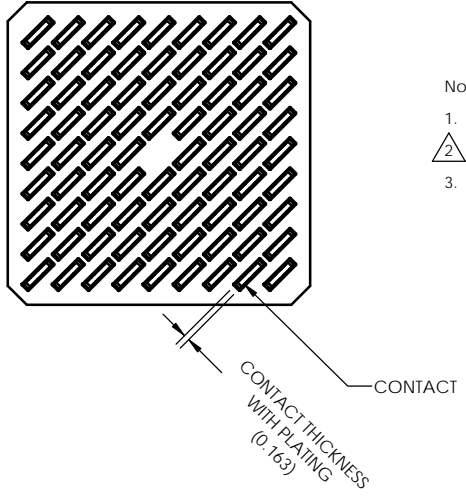 No
1.
2
3.
CONTACT
CONTACT THICKNESS
WITH PLATING
(0.163)